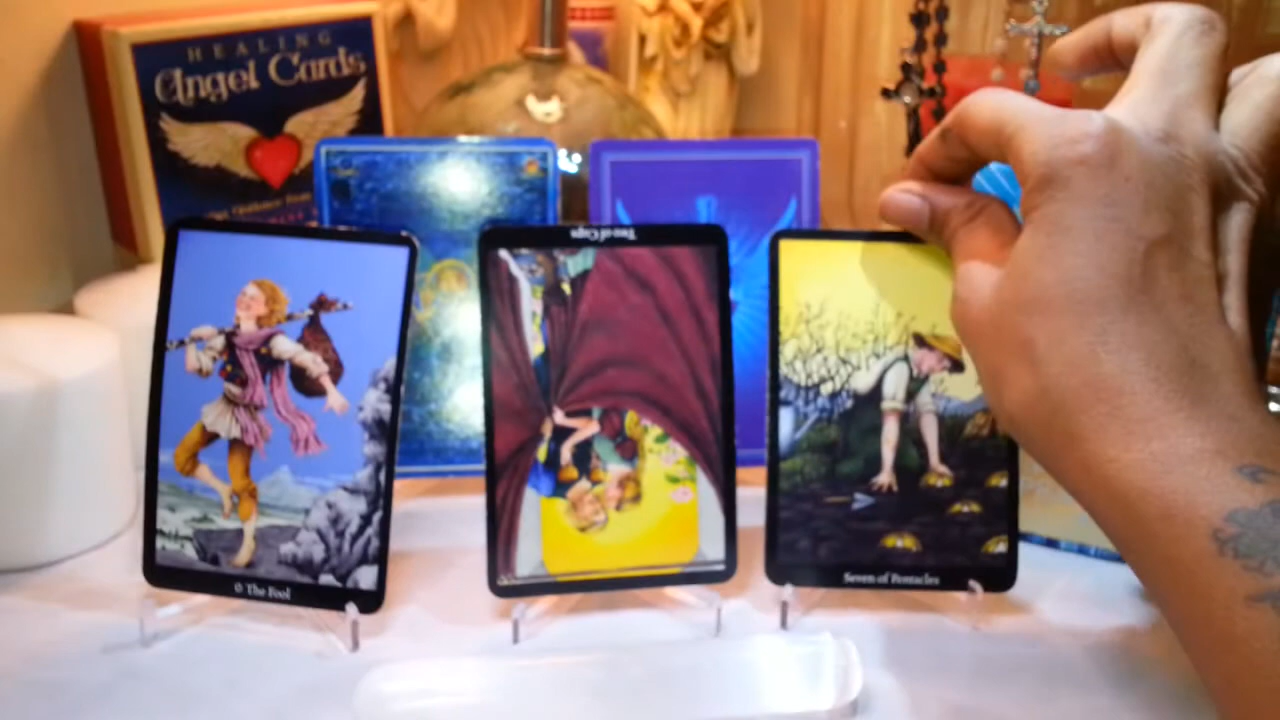 HEALING
Angel Cards
Two of Cups
0 The Fool
Seven of Pentacles